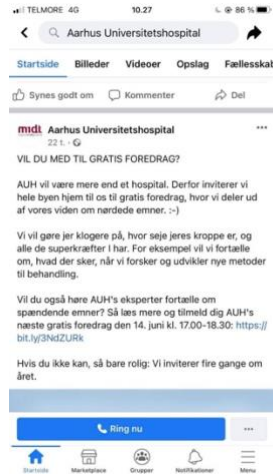 TELMORE 4G 10.27 86 %
Aarhus Universitetshospital
Startside Billeder Videoer Opslag Fællesskab
Synes godt om Kommenter Del
midt Aarhus Universitetshospital
22 t.
VIL DU MED TIL GRATIS FOREDRAG?
AUH vil være mere end et hospital. Derfor inviterer vi
hele byen hjem til os til gratis foredrag, hvor vi deler ud
af vores viden om nørdede emner. :-)
Vi vil gøre jer klogere på, hvor seje jeres kroppe er, og
alle de superkræfter I har. For eksempel vil vi fortælle
om, hvad der sker, når vi forsker og udvikler nye metoder
til behandling.
Vil du også høre AUH's eksperter fortælle om
spændende emner? Så læs mere og tilmeld dig AUH's
næste gratis foredrag den 14. juni kl. 17.00-18.30: https://
bit.ly/3NdZURk
Hvis du ikke kan, så bare rolig: Vi inviterer fire gange om
året.
Ring nu
Startside Marketplace Grupper Notifikationer Menu